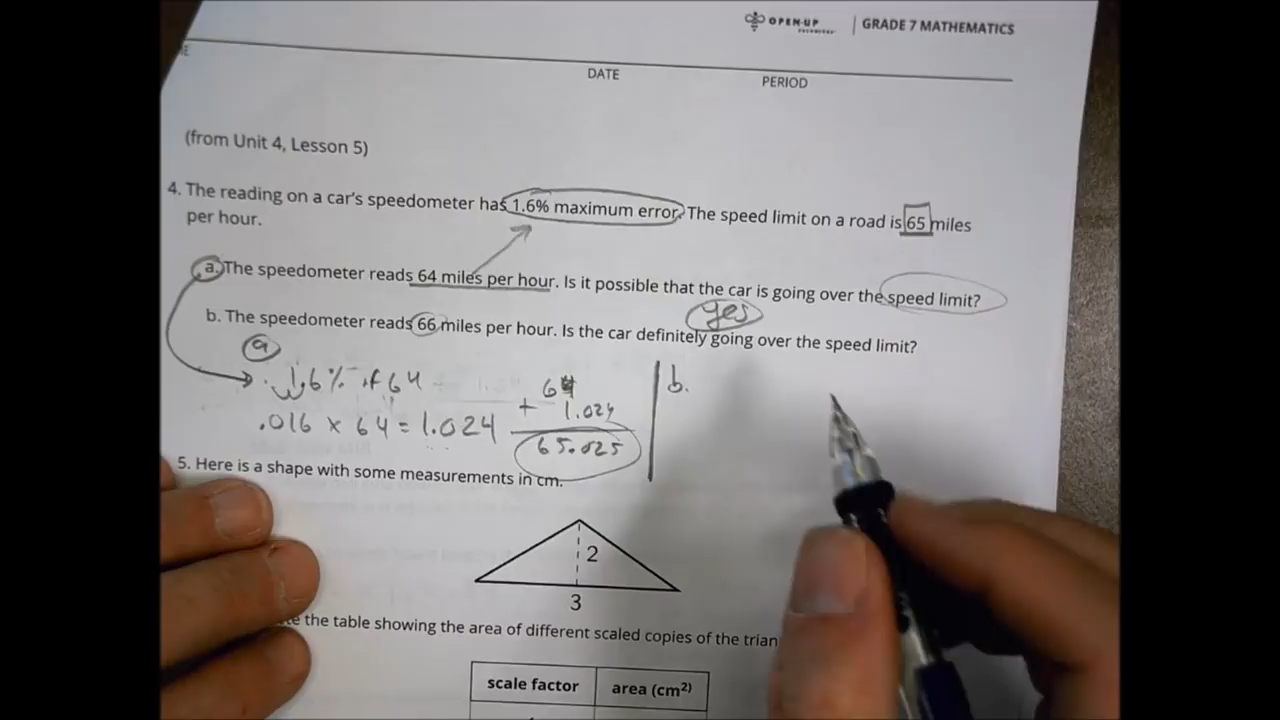 OPEN-UP
GRADE 7 MATHEMATICS
DATE
PERIOD
(from Unit 4, Lesson 5)
4. The reading on a car's speedometer has 1.6% maximum error. The speed limit on a road is 65 miles
per hour.
a. The speedometer reads 64 miles per hour. Is it possible that the car is going over the speed limit?
yes
b. The speedometer reads 66 miles per hour. Is the car definitely going over the speed limit?
a
1.6% of 64
.016 x 64 = 1.024
64
+ 1.024
65.025
b.
5. Here is a shape with some measurements in cm.
2
3
the table showing the area of different scaled copies of the
scale factor
area (cm²)